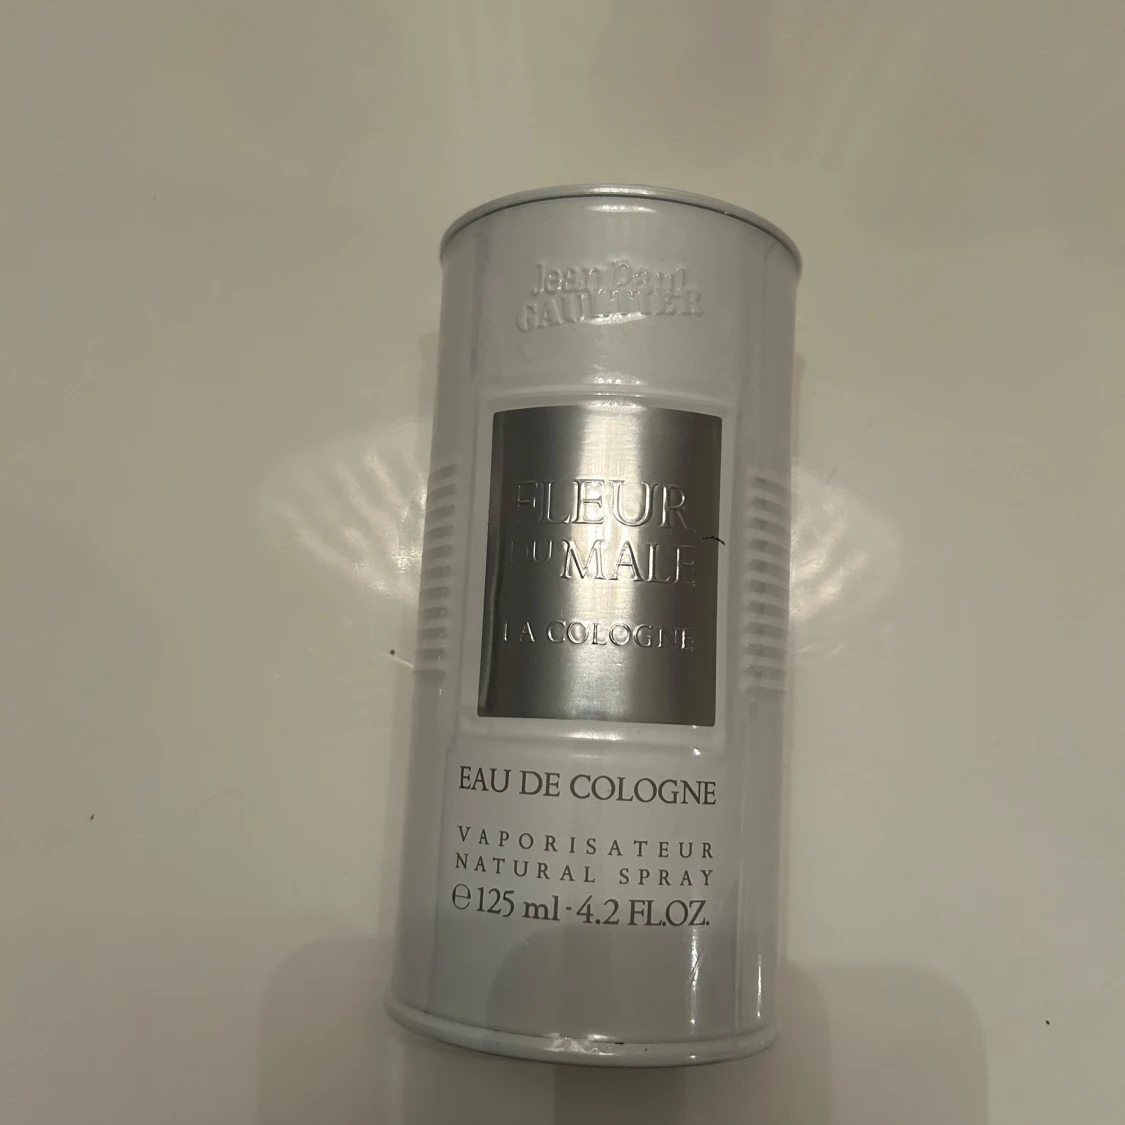 Jean Paul
GAULTIER
FLEUR
DU MALE
LA COLOGNE
EAU DE COLOGNE
VAPORISATEUR
NATURAL SPRAY
℮125 ml - 4.2 FL.OZ.